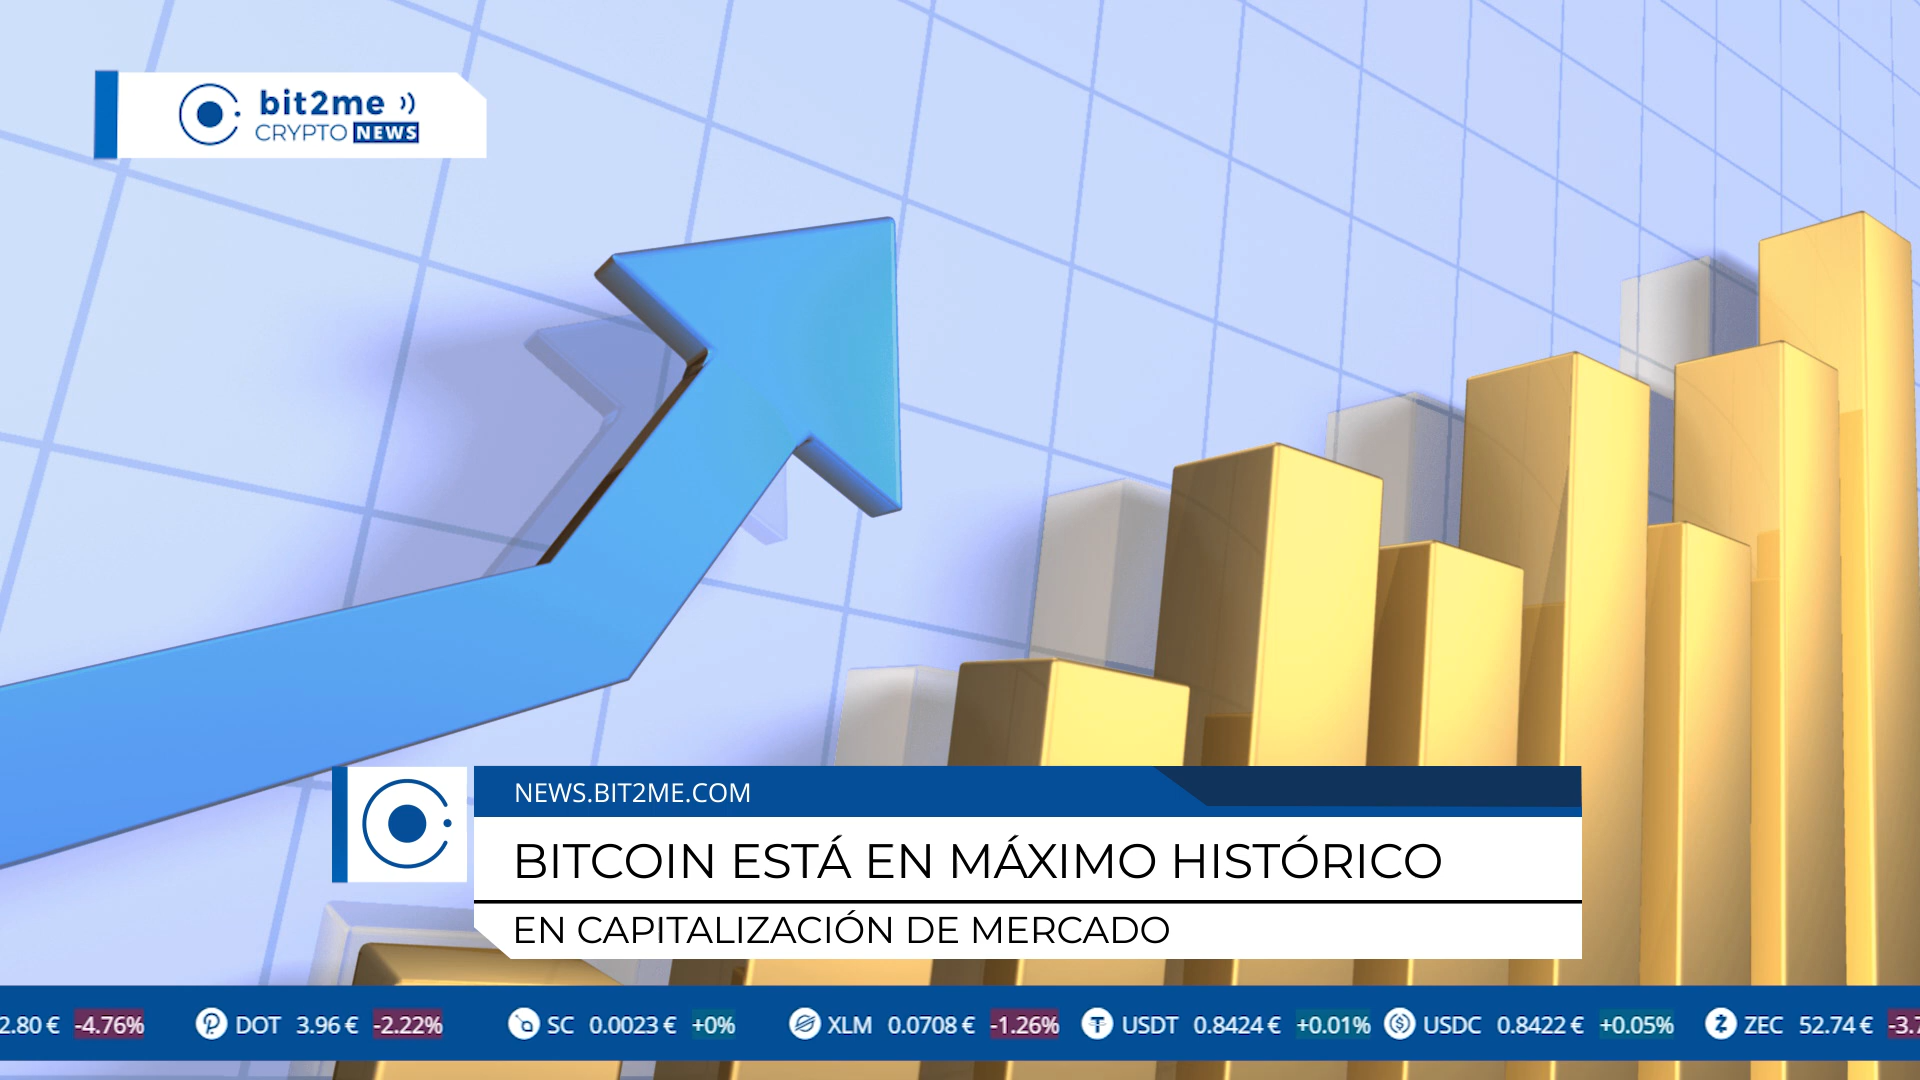 bit2me
CRYPTO NEWS
NEWS.BIT2ME.COM
BITCOIN ESTÁ EN MÁXIMO HISTÓRICO
EN CAPITALIZACIÓN DE MERCADO
2.80 € -4.76% DOT 3.96 € -2.22% SC 0.0023 € +0% XLM 0.0708 € -1.26% USDT 0.8424 € +0.01% USDC 0.8422 € +0.05% ZEC 52.74 €